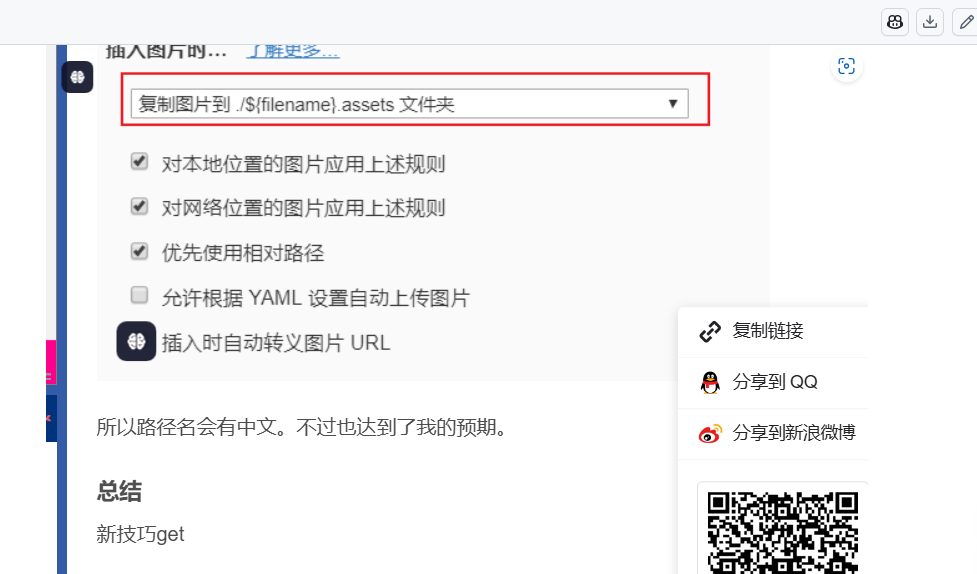 插入图片时… 了解更多…
复制图片到 ./${filename}.assets 文件夹
对本地位置的图片应用上述规则
对网络位置的图片应用上述规则
优先使用相对路径
允许根据 YAML 设置自动上传图片
插入时自动转义图片 URL
复制链接
分享到 QQ
分享到新浪微博
所以路径名会有中文。不过也达到了我的预期。
总结
新技巧get